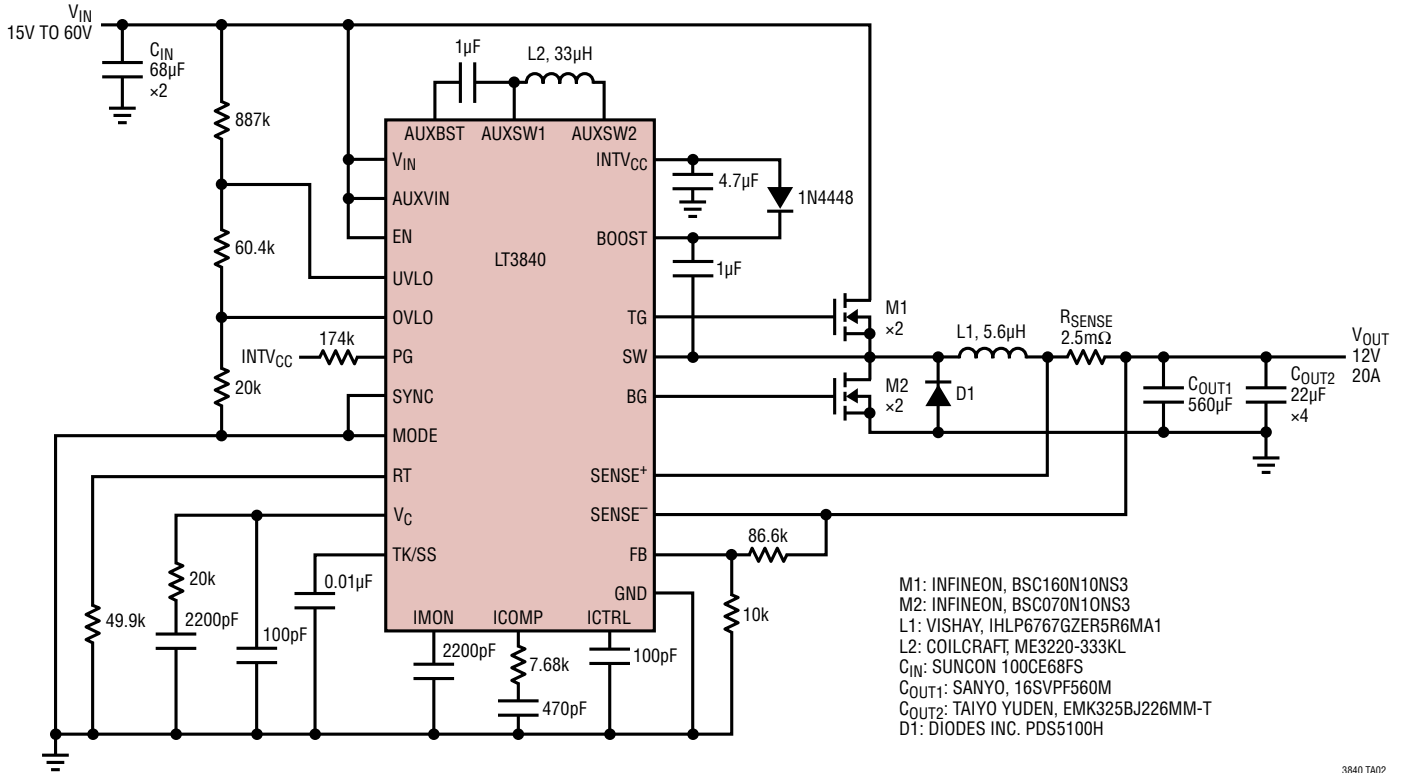 VIN
15V TO 60V
CIN
68µF
×2
1µF
L2, 33µH
887k
AUXBST
AUXSW1
AUXSW2
VIN
INTVCC
4.7µF
1N4448
AUXVIN
EN
BOOST
60.4k
LT3840
1µF
UVLO
OVLO
TG
M1
×2
L1, 5.6µH
RSENSE
2.5mΩ
VOUT
12V
20A
174k
INTVCC
PG
SW
20k
SYNC
BG
M2
×2
D1
COUT1
560µF
COUT2
22µF
×4
MODE
RT
SENSE+
VC
SENSE–
86.6k
TK/SS
FB
20k
0.01µF
GND
10k
49.9k
2200pF
100pF
IMON
ICOMP
ICTRL
2200pF
7.68k
100pF
470pF
M1: INFINEON, BSC160N10NS3
M2: INFINEON, BSC070N1ONS3
L1: VISHAY, IHLP6767GZER5R6MA1
L2: COILCRAFT, ME3220-333KL
CIN: SUNCON 100CE68FS
COUT1: SANYO, 16SVPF560M
COUT2: TAIYO YUDEN, EMK325BJ226MM-T
D1: DIODES INC. PDS5100H
3840 TA02